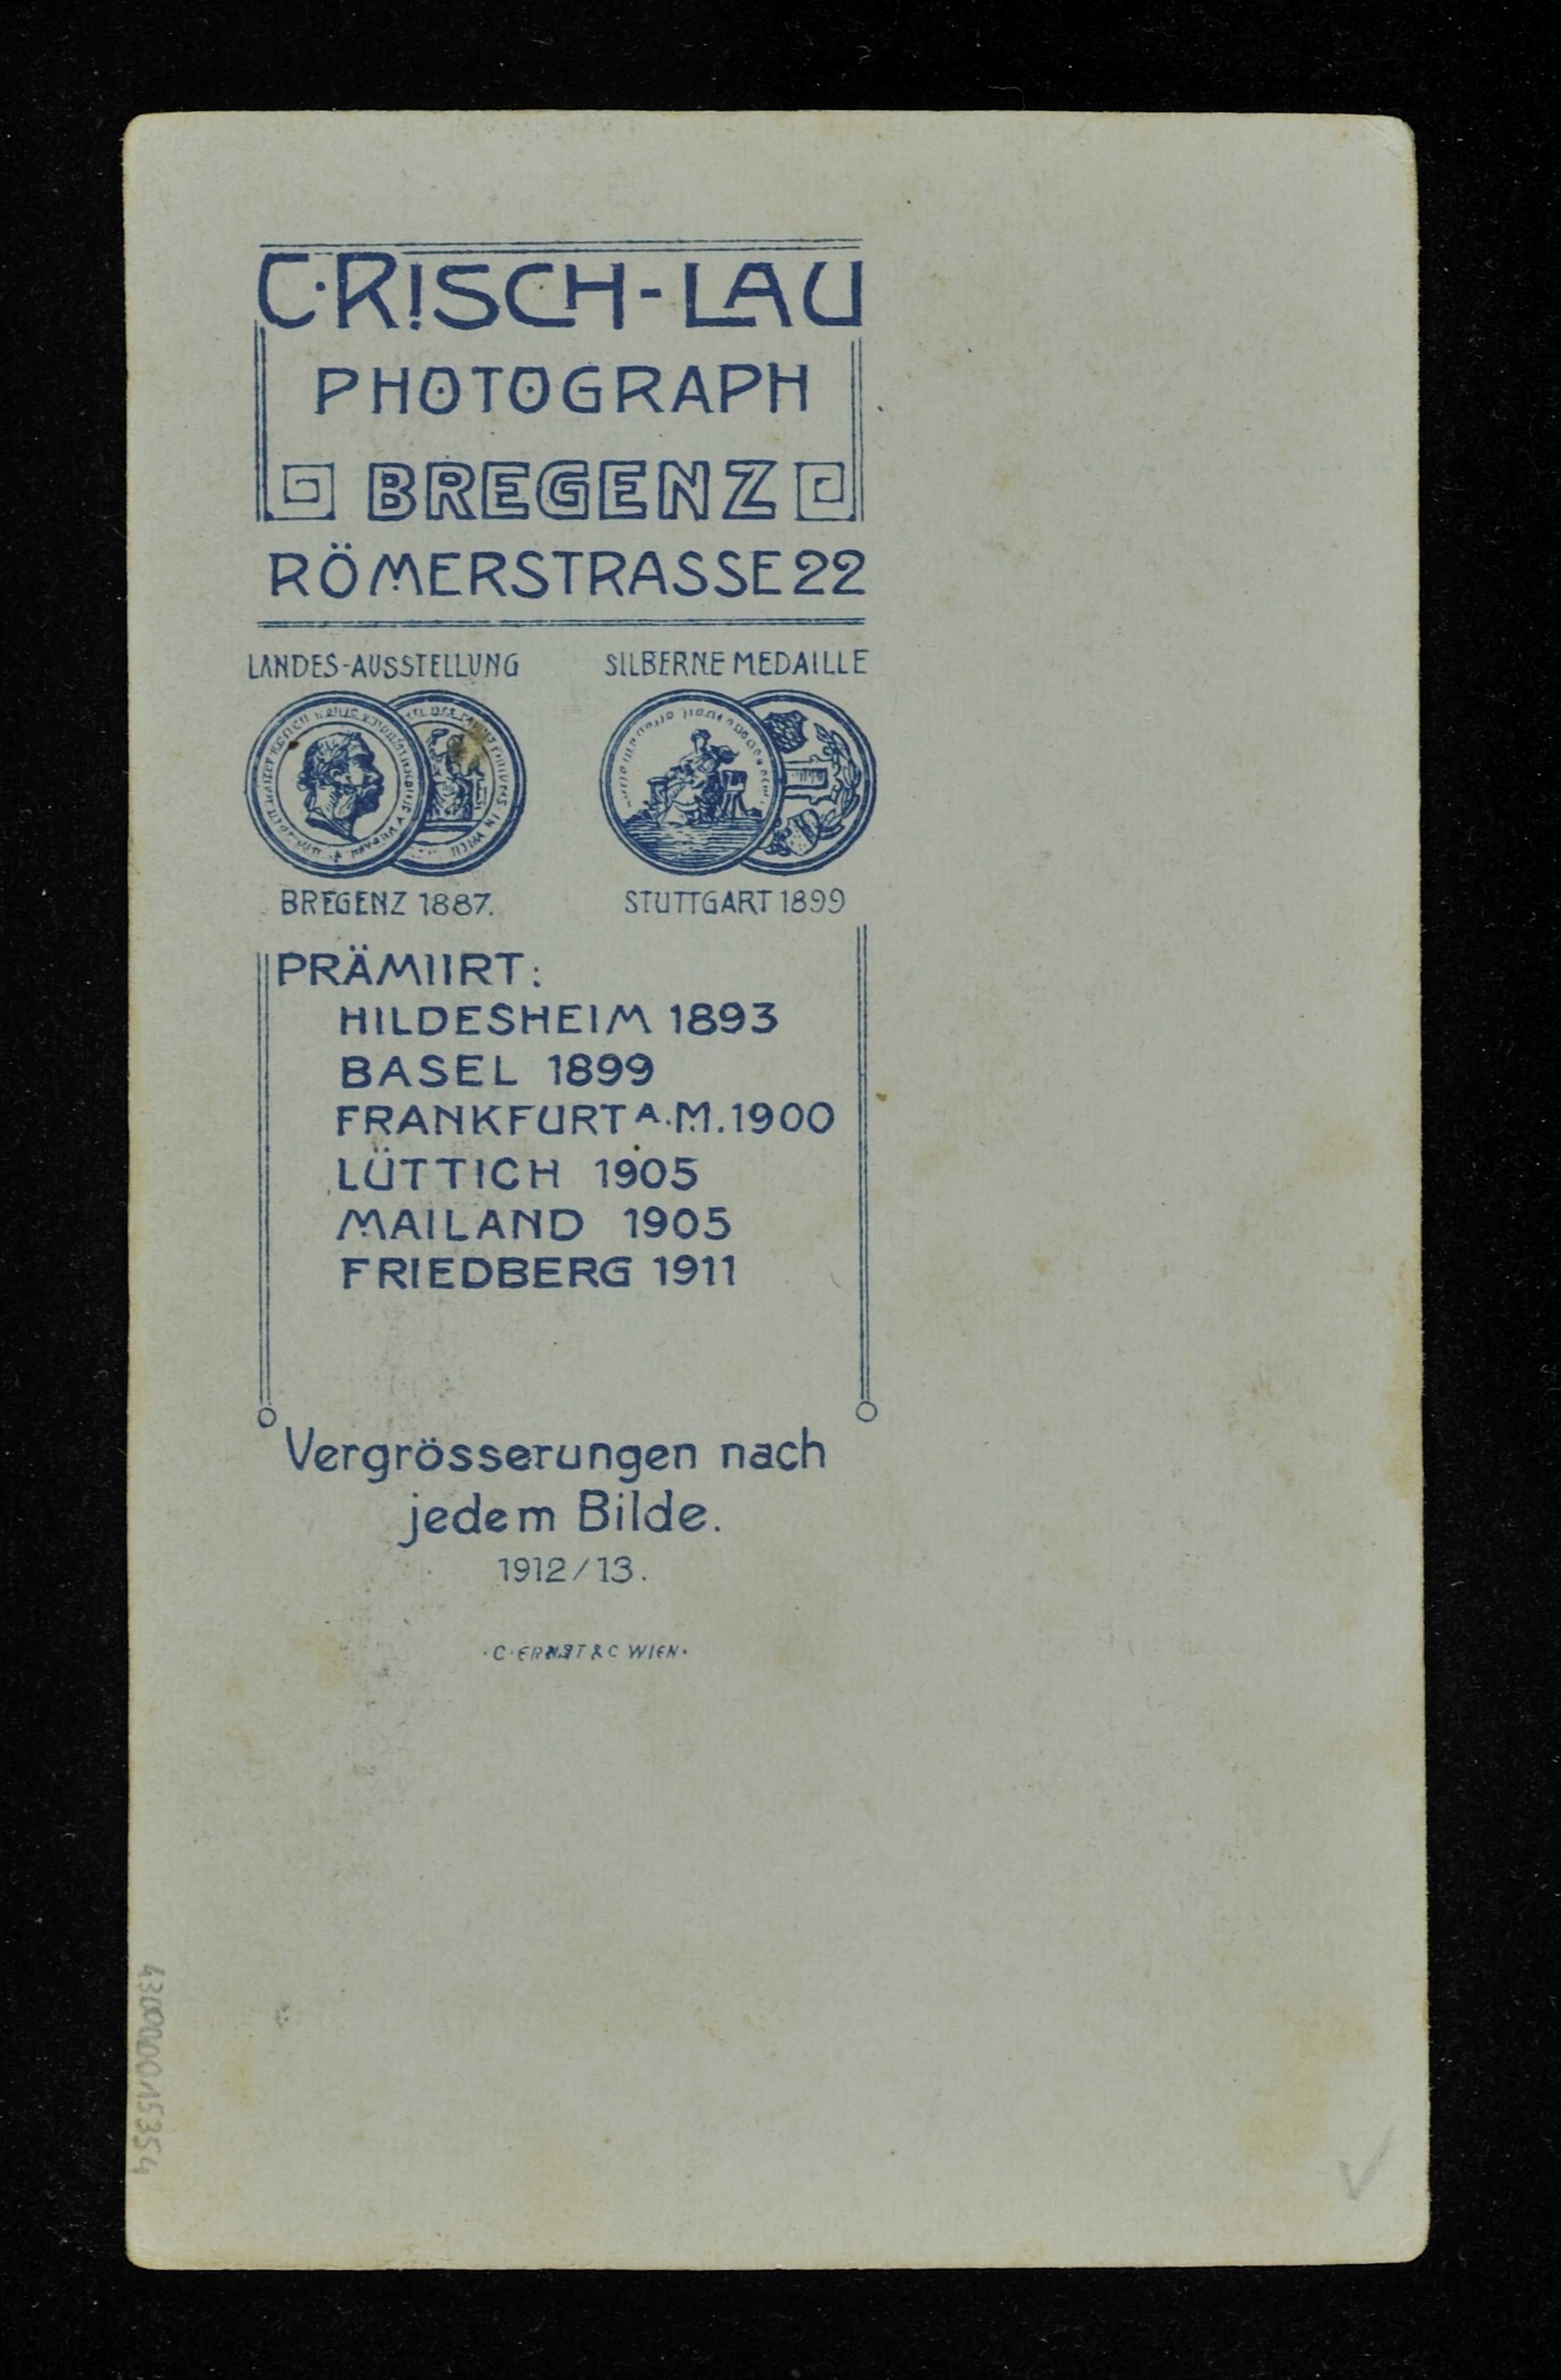 C·RISCH-LAU
PHOTOGRAPH
BREGENZ
RÖMERSTRASSE 22
LANDES-AUSSTELLUNG
SILBERNE MEDAILLE
BREGENZ 1887.
STUTTGART 1899
PRÄMIIRT:
HILDESHEIM 1893
BASEL 1899
FRANKFURT A.M. 1900
LÜTTICH 1905
MAILAND 1905
FRIEDBERG 1911
Vergrösserungen nach
jedem Bilde.
1912/13.
·C·ERNST & C WIEN·